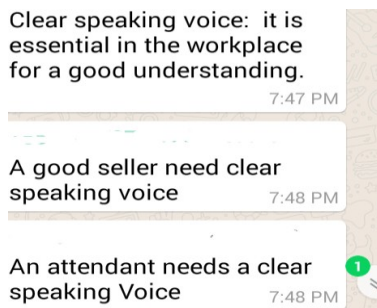 Clear speaking voice: it is
essential in the workplace
for a good understanding.
7:47 PM
A good seller need clear
speaking voice
7:48 PM
An attendant needs a clear
speaking Voice
7:48 PM
1